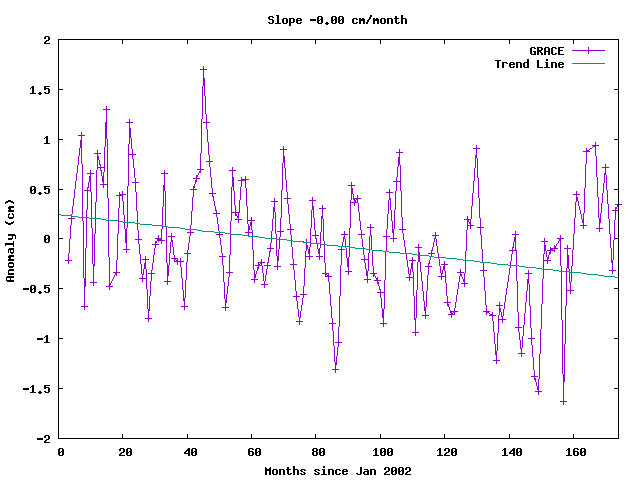 Slope -0.00 cm/month
2
GRACE
Trend Line
1.5
1
0.5
0
-0.5
-1
-1.5
-2
Anomaly (cm)
0 20 40 60 80 100 120 140 160
Months since Jan 2002